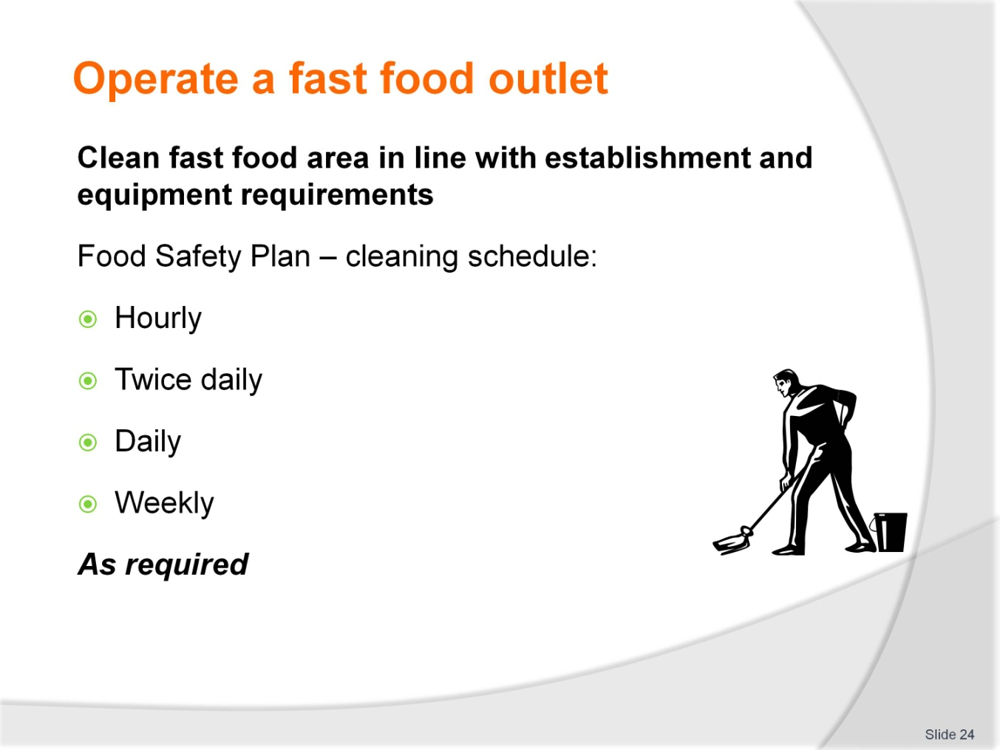 Operate a fast food outlet
Clean fast food area in line with establishment and
equipment requirements
Food Safety Plan – cleaning schedule:
Hourly
Twice daily
Daily
Weekly
As required
Slide 24